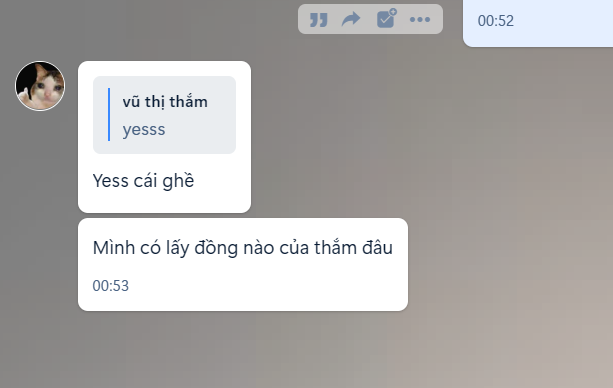 00:52
vũ thị thắm
yesss
Yess cái ghề
Mình có lấy đồng nào của thắm đâu
00:53